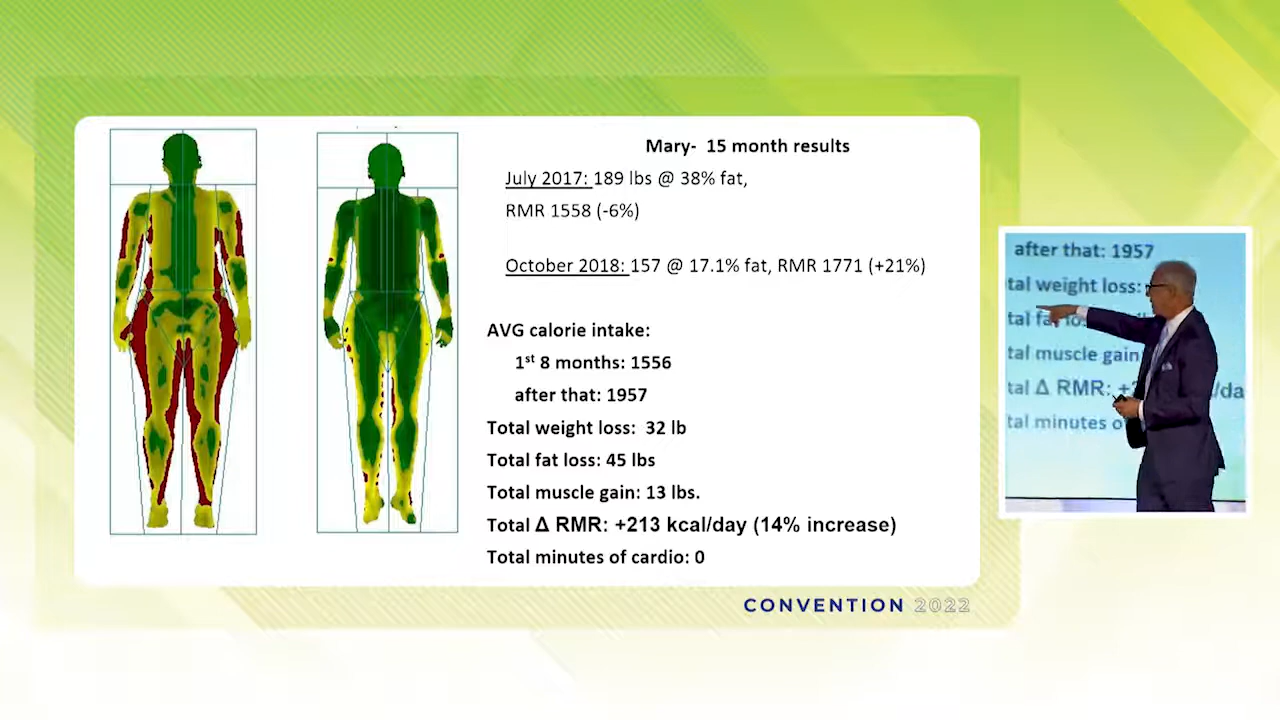 Mary- 15 month results
July 2017: 189 lbs @ 38% fat,
RMR 1558 (-6%)
October 2018: 157 @ 17.1% fat, RMR 1771 (+21%)
AVG calorie intake:
1st 8 months: 1556
after that: 1957
Total weight loss: 32 lb
Total fat loss: 45 lbs
Total muscle gain: 13 lbs.
Total Δ RMR: +213 kcal/day (14% increase)
Total minutes of cardio: 0
CONVENTION 2022
after that: 1957
tal weight loss:
tal fa
tal muscle gain
tal Δ RMR: +2 /da
tal minutes o